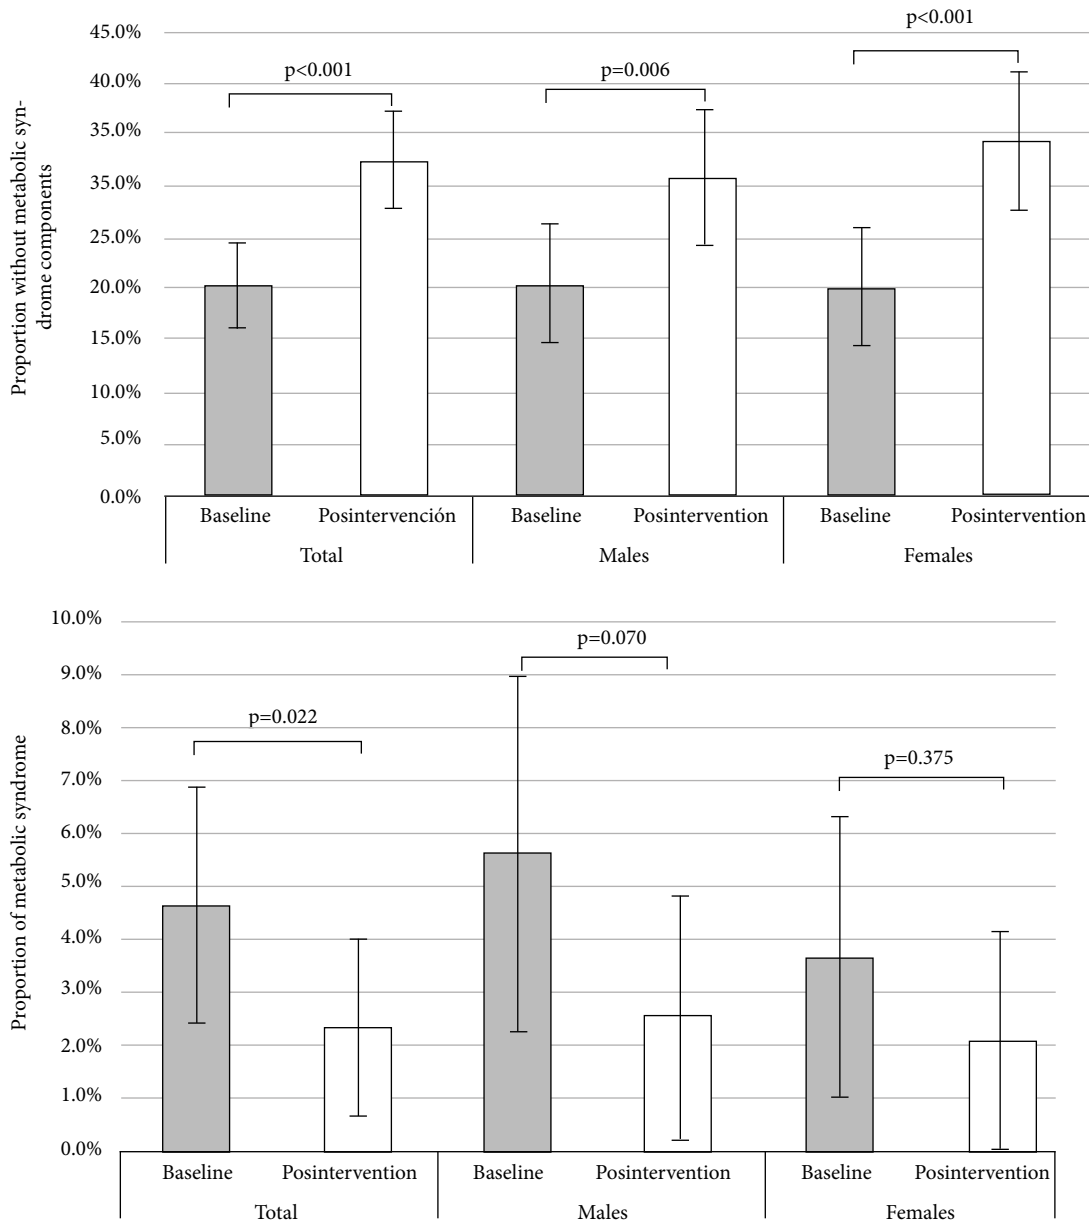 45.0%
p<0.001
p<0.001
p=0.006
40.0%
35.0%
35.0%
25.0%
20.0%
15.0%
10.0%
5.0%
0.0%
Proportion without metabolic syn-
drome components
Baseline Posintervención Baseline Posintervention Baseline Posintervention
Total Males Females
10.0%
p=0.070
9.0%
p=0.022
8.0%
p=0.375
7.0%
6.0%
5.0%
4.0%
3.0%
2.0%
1.0%
0.0%
Proportion of metabolic syndrome
Baseline Posintervention Baseline Posintervention Baseline Posintervention
Total Males Females